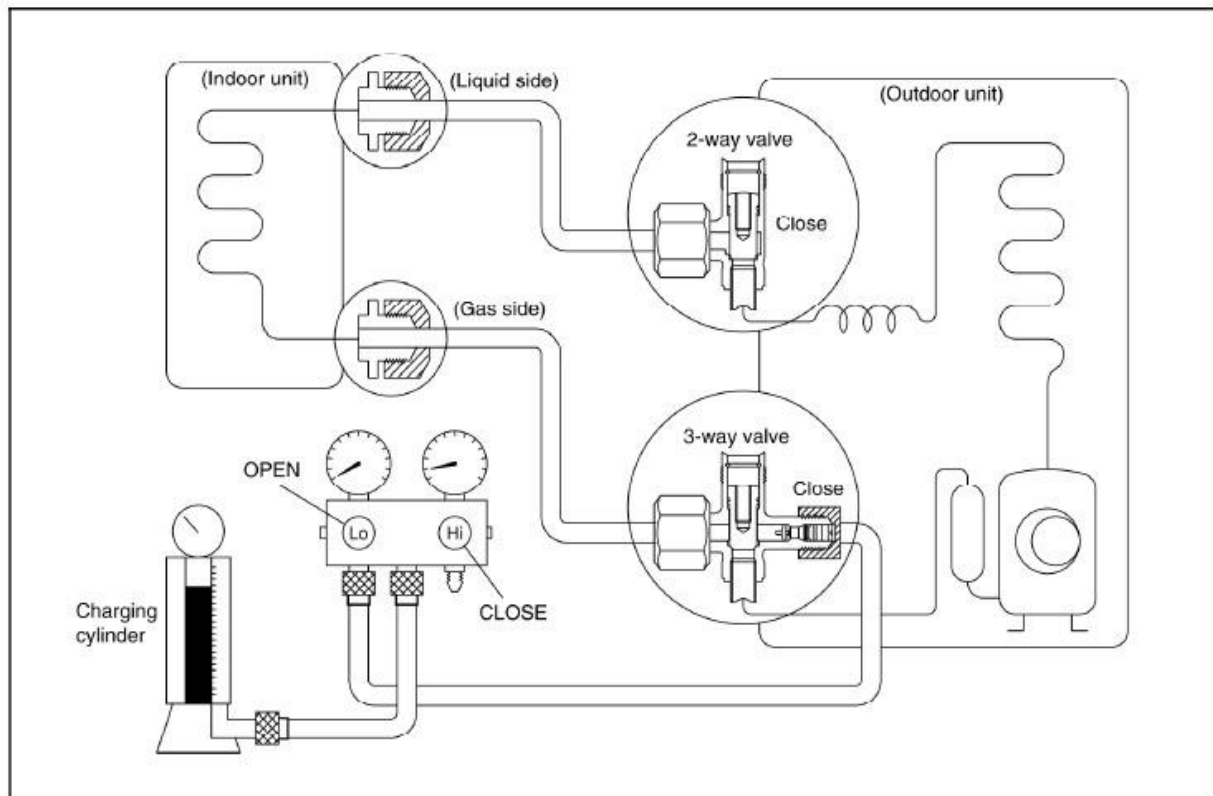 (Indoor unit)
(Liquid side)
(Outdoor unit)
2-way valve
Close
(Gas side)
3-way valve
Close
OPEN
Lo
Hi
CLOSE
Charging
cylinder